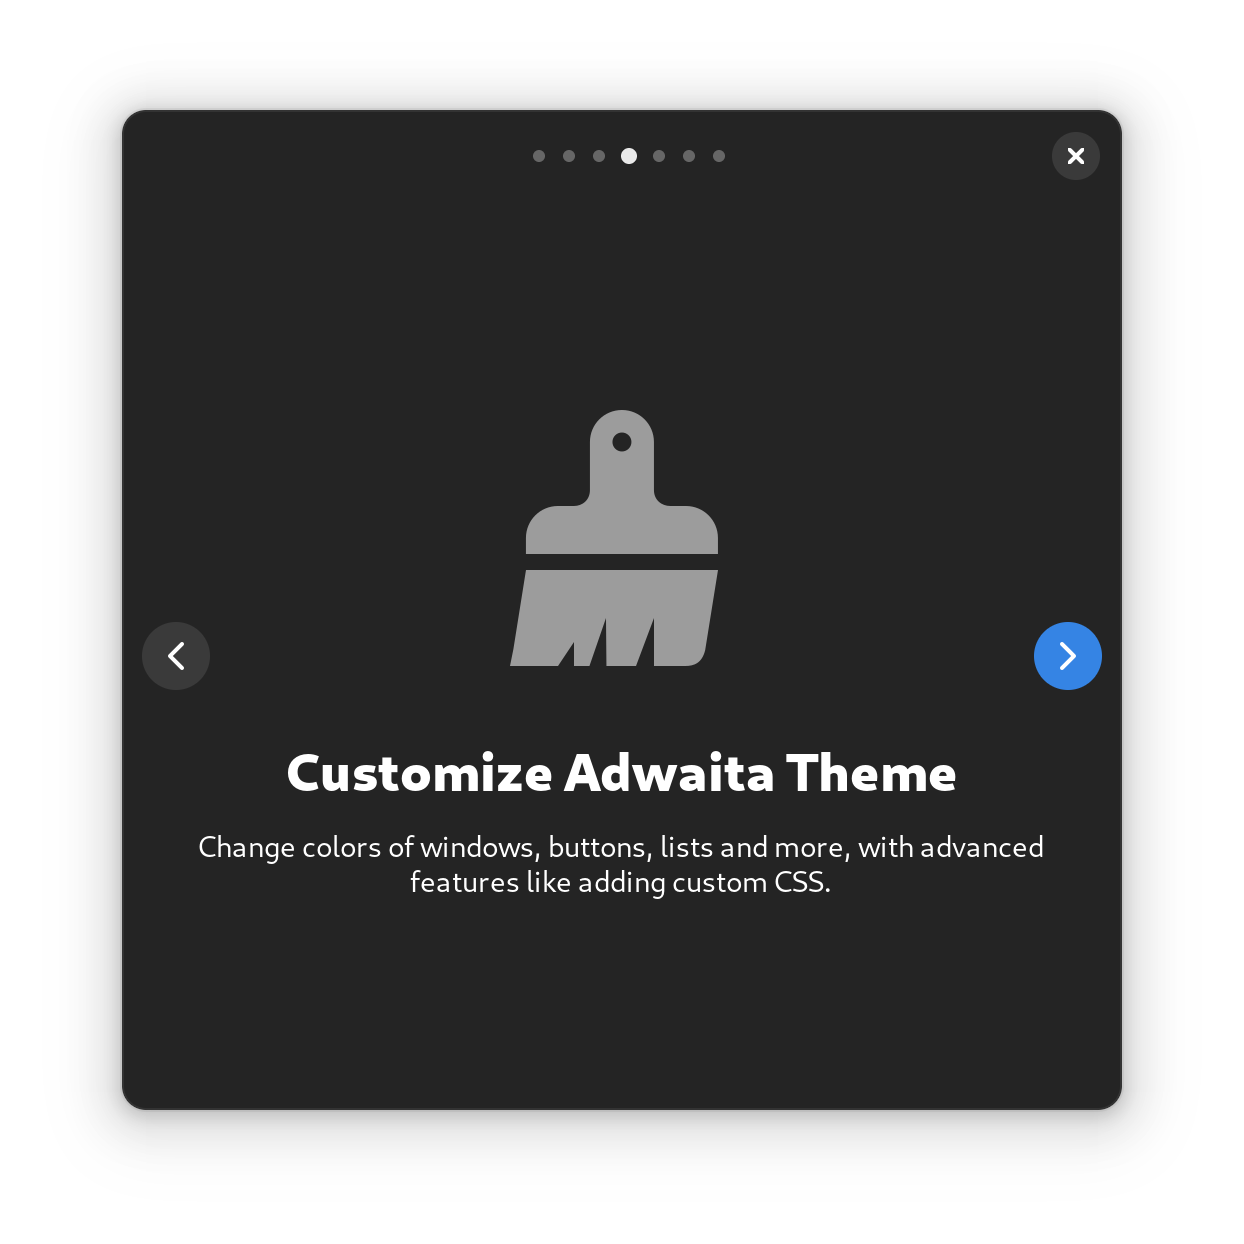 Customize Adwaita Theme
Change colors of windows, buttons, lists and more, with advanced
features like adding custom CSS.